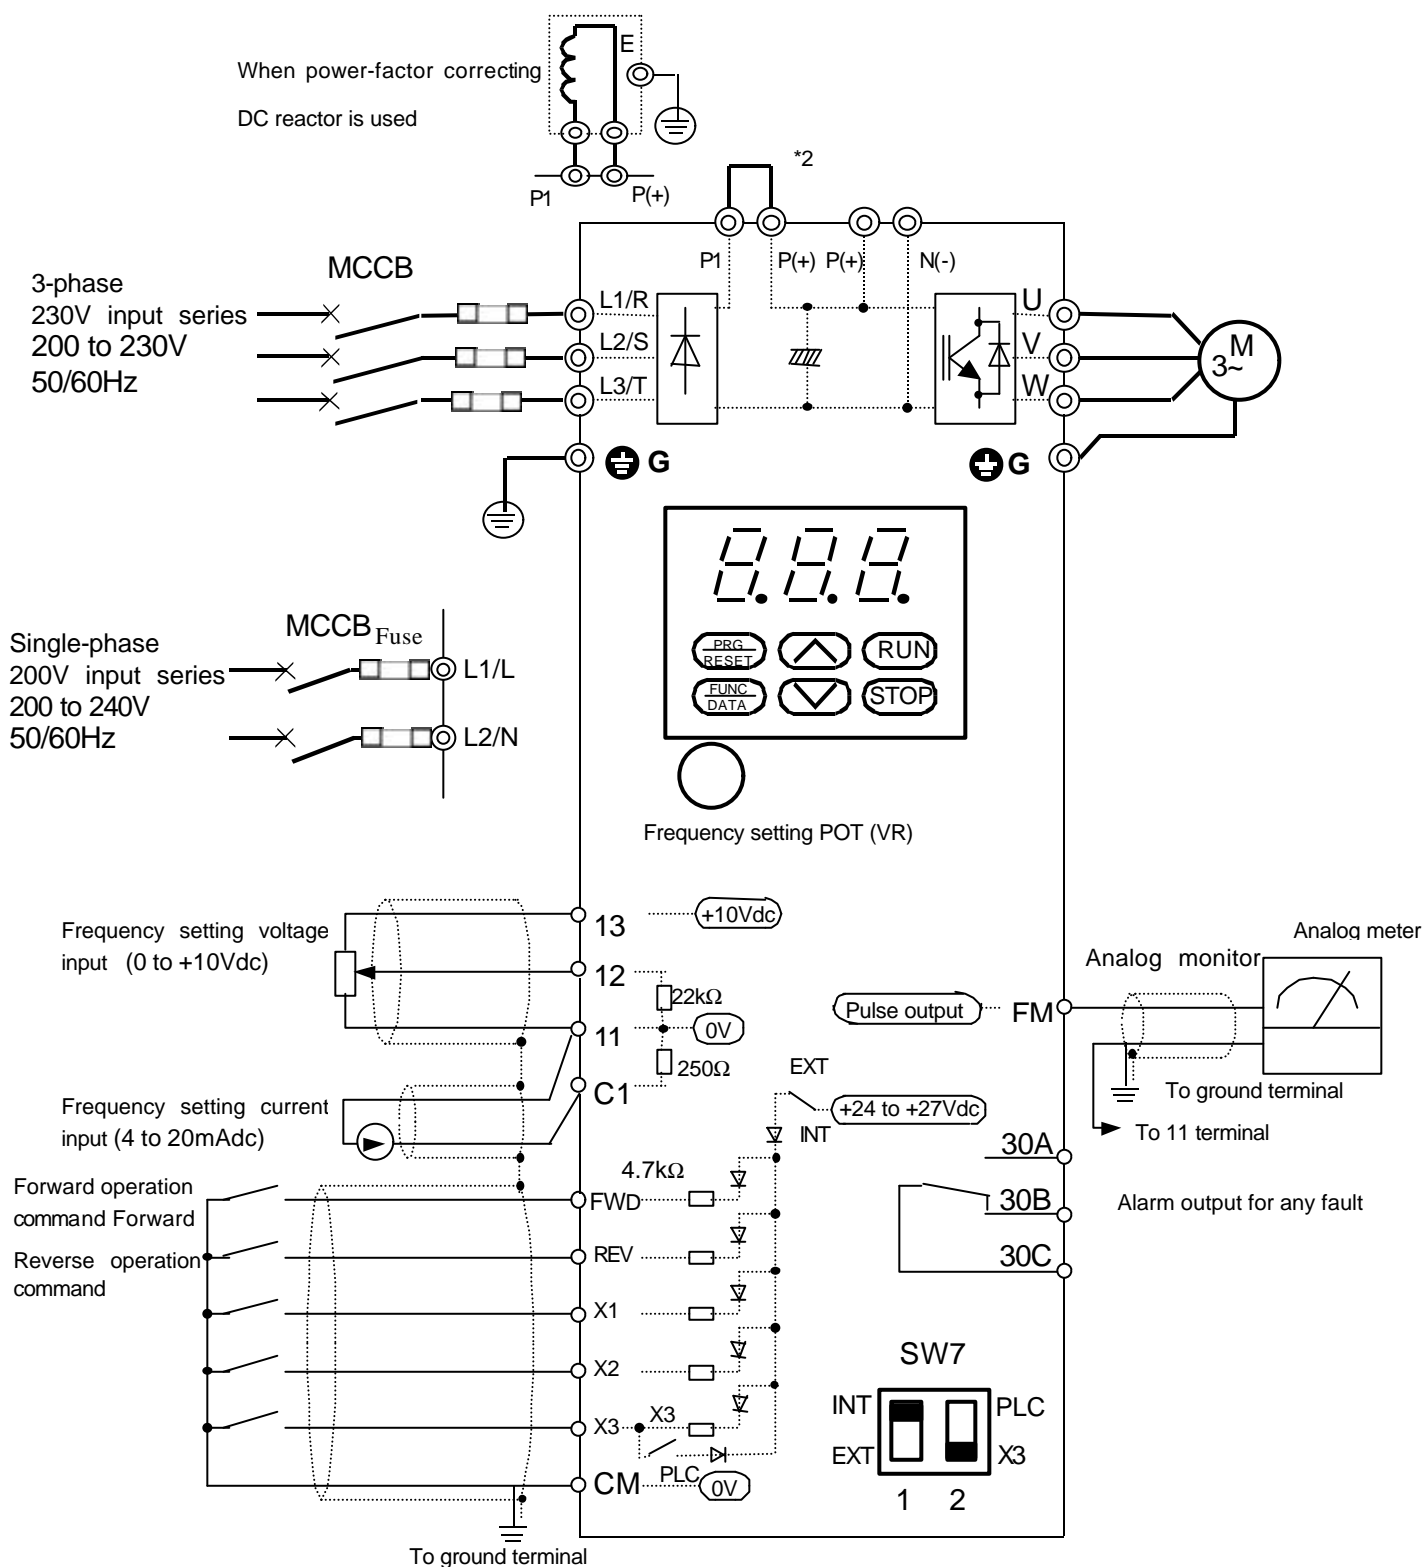 E
When power-factor correcting
DC reactor is used
P1
P(+)
*2
P1
P(+)
P(+)
N(-)
3-phase
230V input series
200 to 230V
50/60Hz
MCCB
L1/R
L2/S
L3/T
U
V
W
M
3~
G
G
PRG
RESET
RUN
FUNC
DATA
STOP
Frequency setting POT (VR)
Single-phase
200V input series
200 to 240V
50/60Hz
MCCB
Fuse
L1/L
L2/N
Frequency setting voltage
input (0 to +10Vdc)
13
+10Vdc
12
22kΩ
11
0V
250Ω
C1
Frequency setting current
input (4 to 20mAdc)
Pulse output
FM
Analog monitor
Analog meter
To ground terminal
To 11 terminal
EXT
+24 to +27Vdc
INT
4.7kΩ
Forward operation
command Forward
FWD
Reverse operation
command
REV
X1
X2
X3
X3
PLC
CM
0V
To ground terminal
30A
30B
30C
Alarm output for any fault
SW7
INT
PLC
EXT
X3
1
2